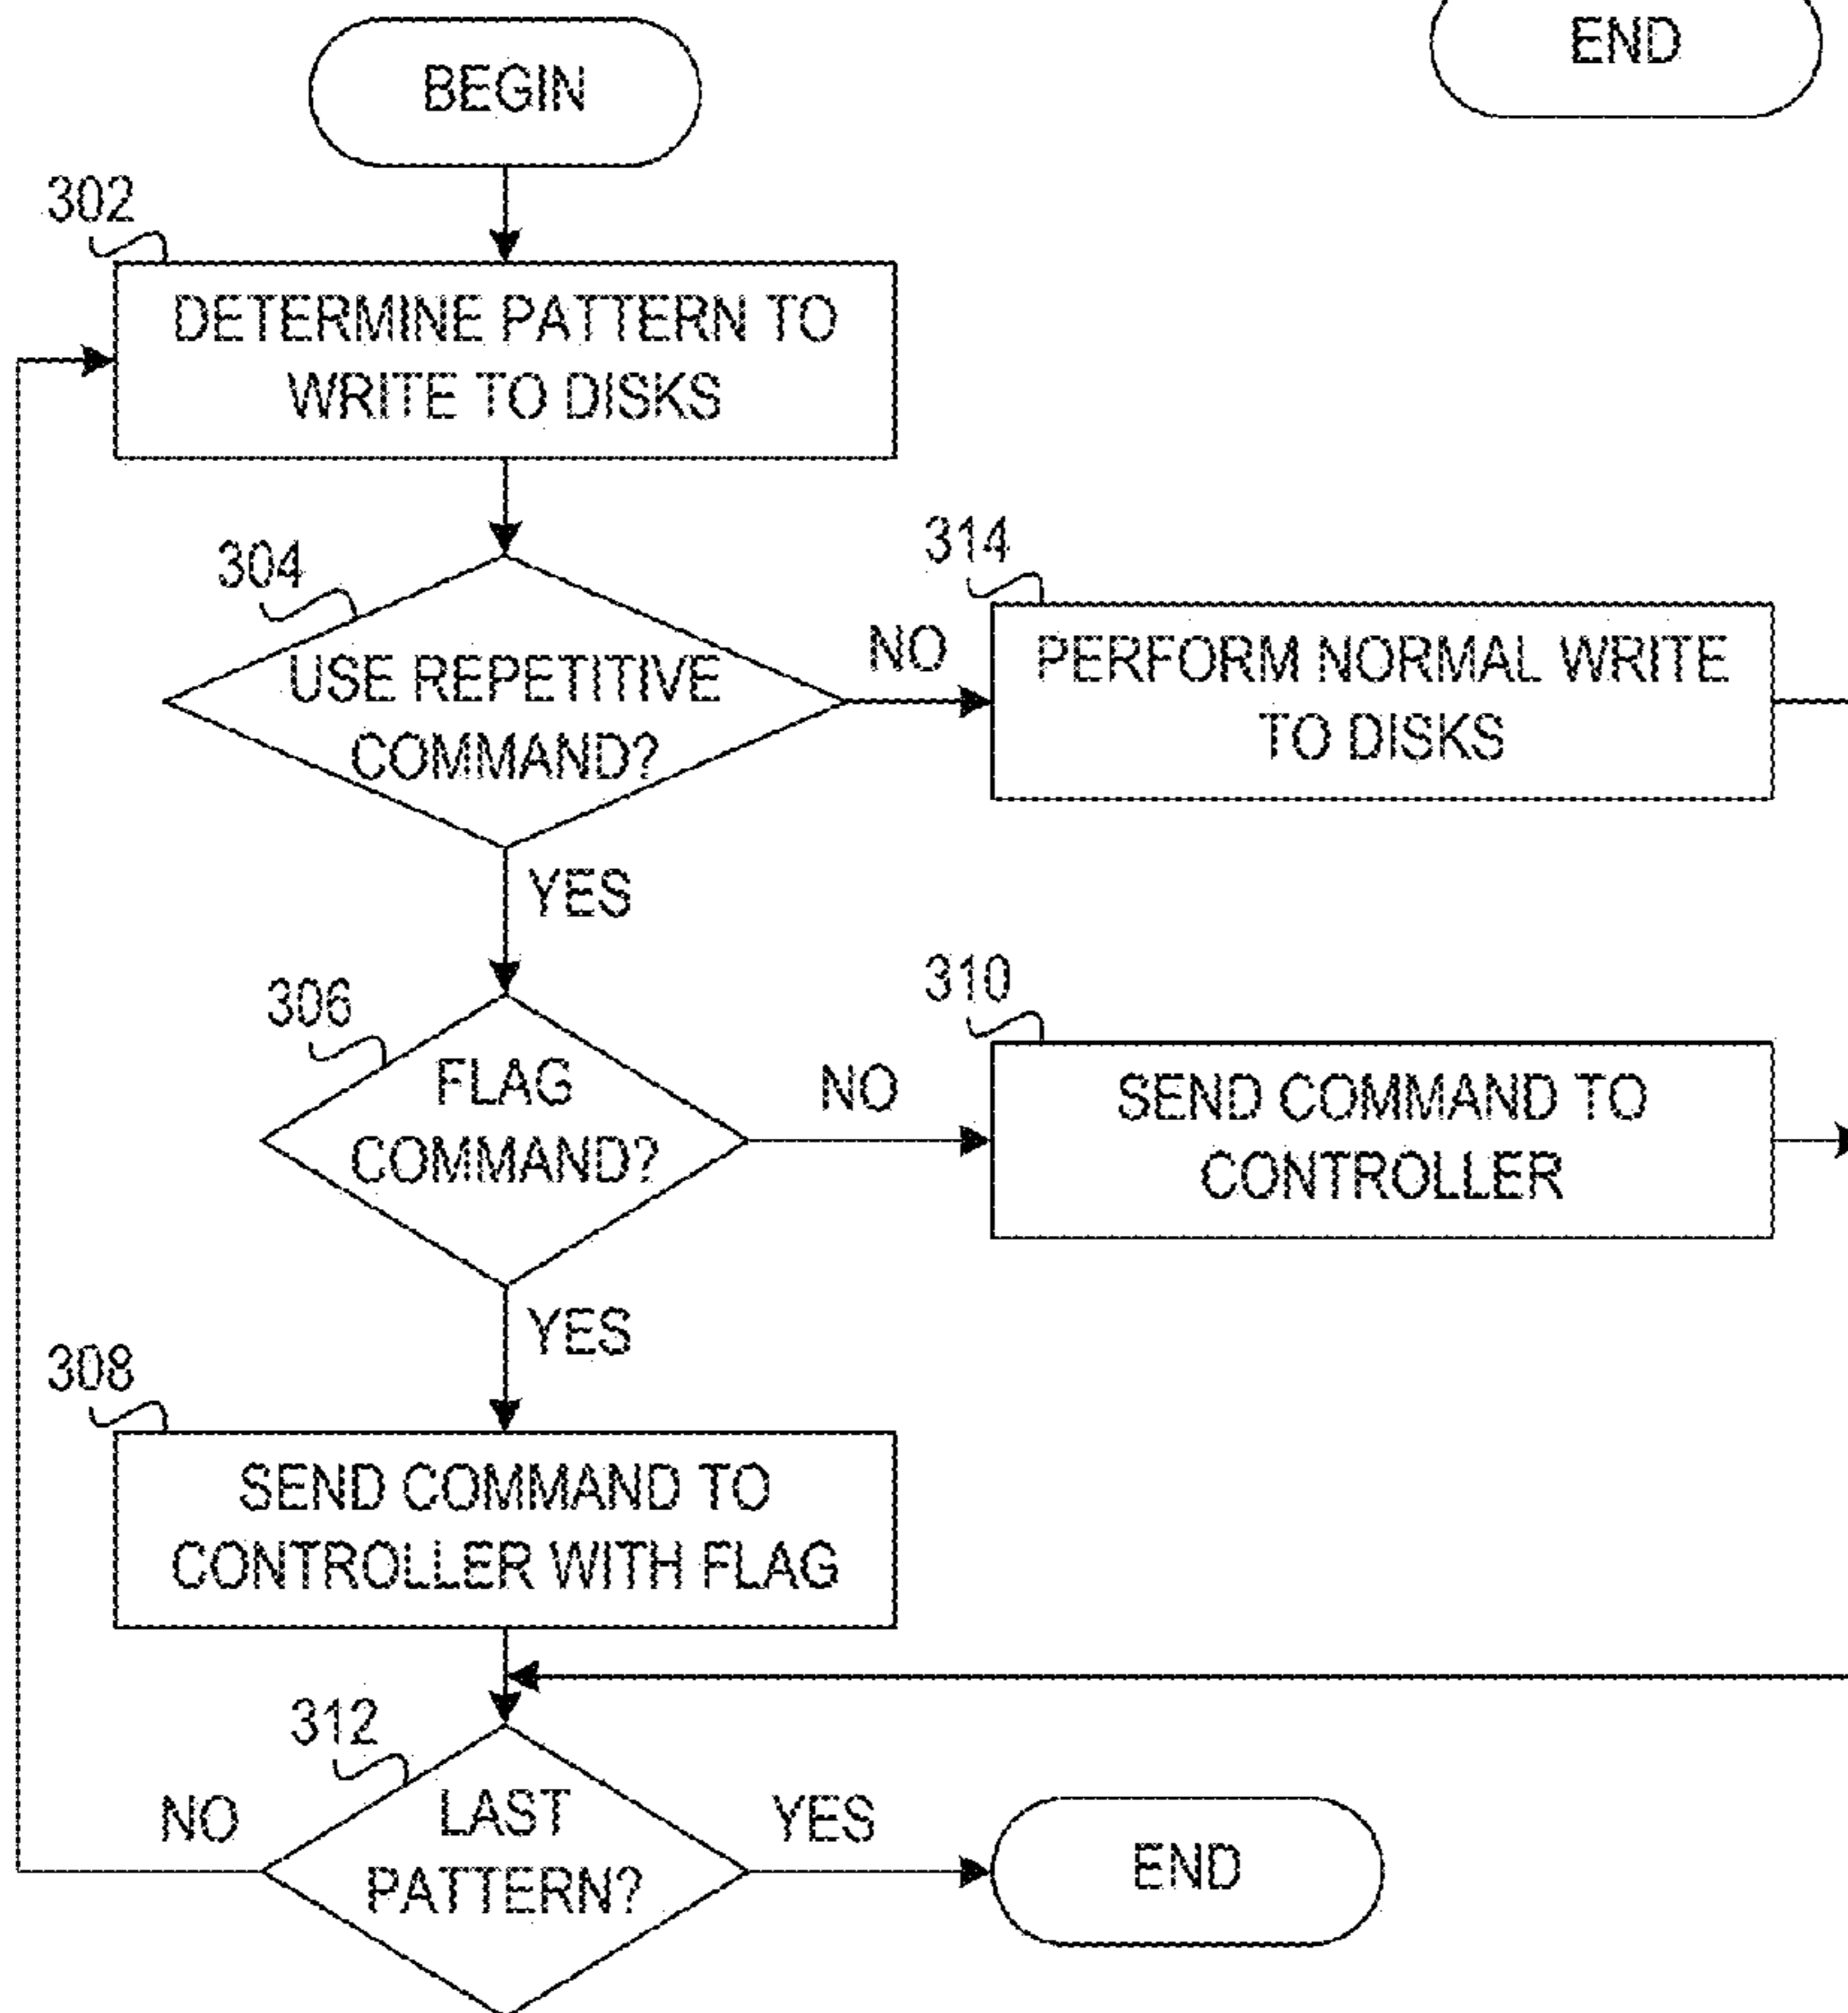 END
BEGIN
302
DETERMINE PATTERN TO
WRITE TO DISKS
304
USE REPETITIVE
COMMAND?
NO
314
PERFORM NORMAL WRITE
TO DISKS
YES
306
FLAG
COMMAND?
NO
310
SEND COMMAND TO
CONTROLLER
YES
308
SEND COMMAND TO
CONTROLLER WITH FLAG
312
LAST
PATTERN?
NO
YES
END